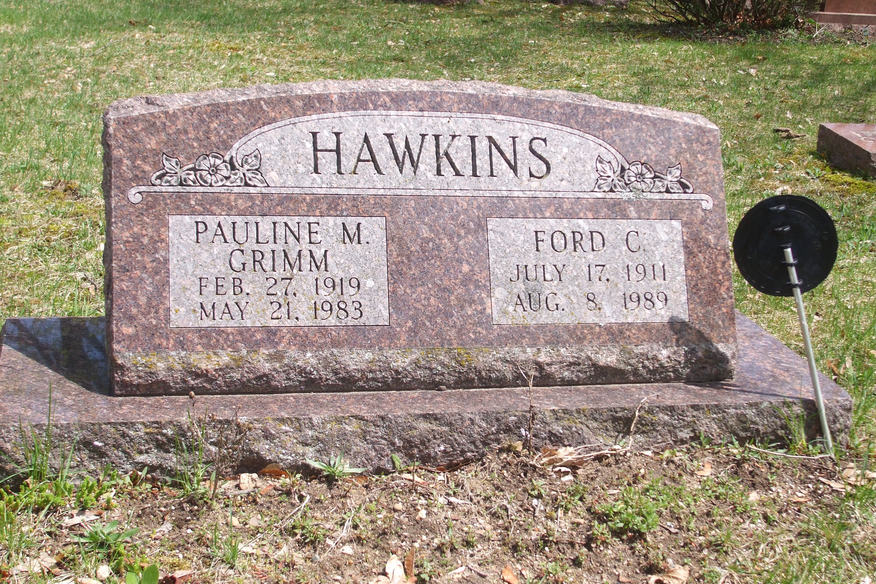 HAWKINS
PAULINE M.
GRIMM
FEB. 27, 1919
MAY 21, 1983
FORD C.
JULY 17, 1911
AUG. 8, 1989